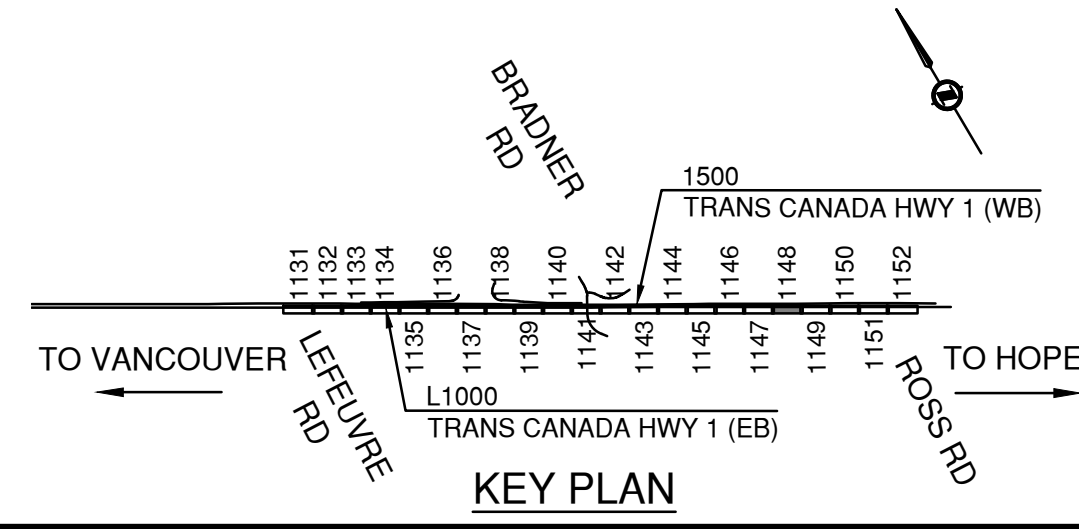 BRADNER
RD
1500
TRANS CANADA HWY 1 (WB)
1131
1132
1133
1134
1136
1138
1140
1142
1144
1146
1148
1150
1152
1135
1137
1139
1141
1143
1145
1147
1149
1151
TO VANCOUVER
LEFEUVRE
RD
TO HOPE
ROSS RD
L1000
TRANS CANADA HWY 1 (EB)
KEY PLAN